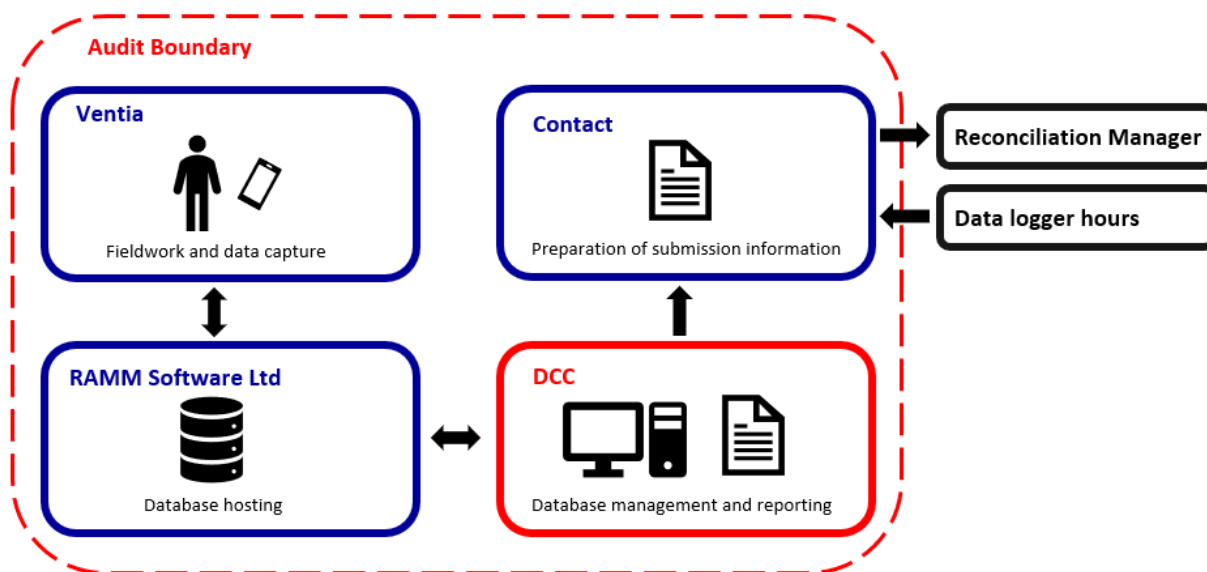 Audit Boundary
Ventia
Fieldwork and data capture
Contact
Preparation of submission information
Reconciliation Manager
Data logger hours
RAMM Software Ltd
Database hosting
DCC
Database management and reporting